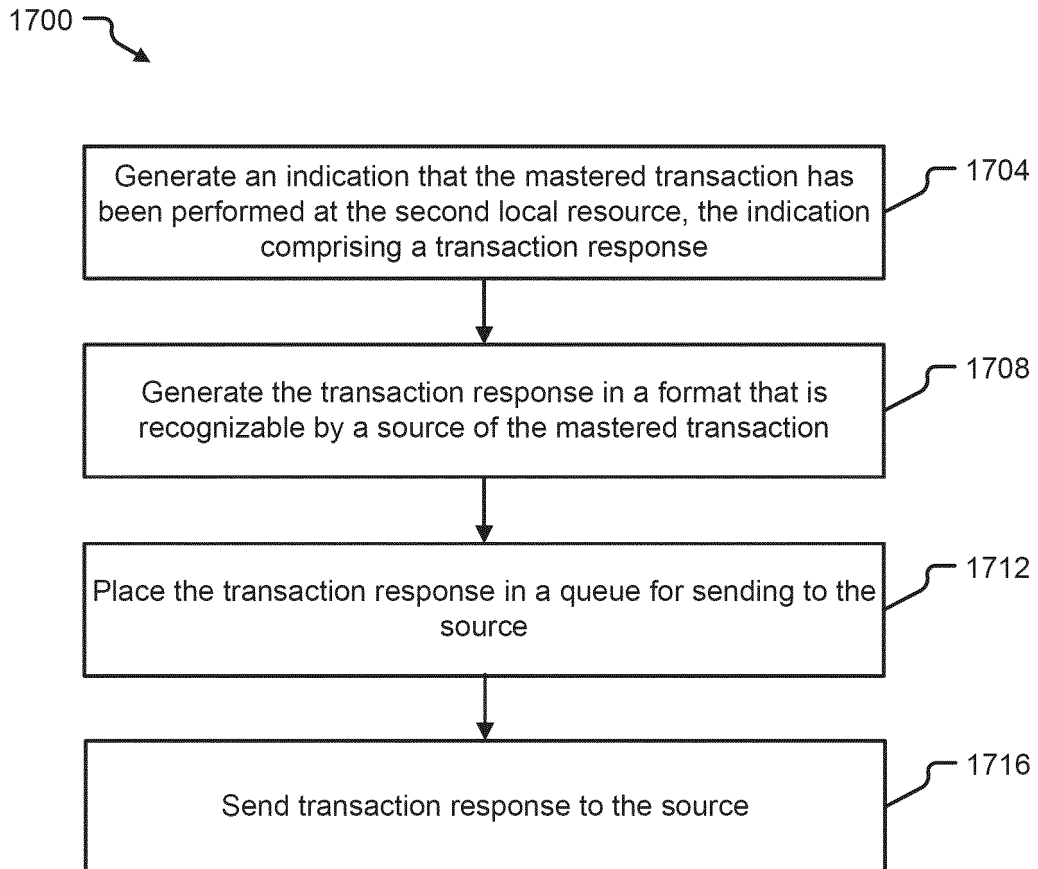 1700
Generate an indication that the mastered transaction has
been performed at the second local resource, the indication
comprising a transaction response
1704
Generate the transaction response in a format that is
recognizable by a source of the mastered transaction
1708
Place the transaction response in a queue for sending to the
source
1712
Send transaction response to the source
1716